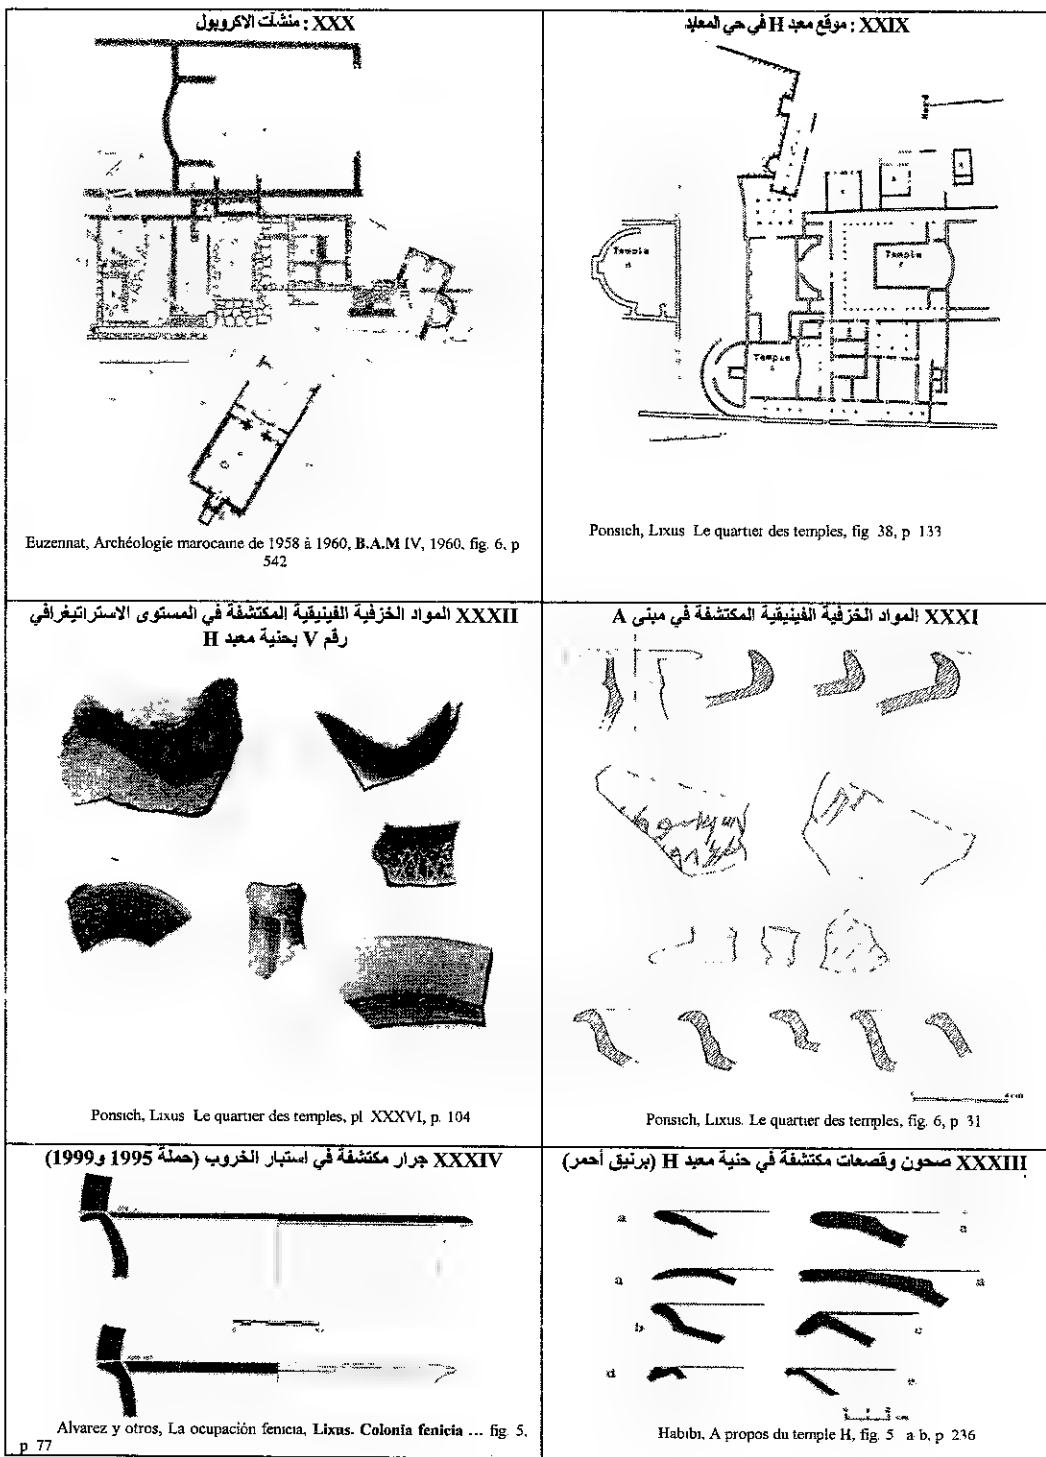 XXIX : موقع معبد H في حي المعابد
Nord
Temple
Temple
F
Temple
Ponsich, Lixus Le quartier des temples, fig 38, p 133
XXX : منشآت الاكروبول
Euzennat, Archéologie marocaine de 1958 à 1960, B.A.M IV, 1960, fig. 6, p
542
XXXI المواد الخزفية الفينيقية المكتشفة في مبنى A
Ponsich, Lixus. Le quartier des temples, fig. 6, p 31
XXXII المواد الخزفية الفينيقية المكتشفة في المستوى الاستراتيغرافي
رقم V بحنية معبد H
Ponsich, Lixus Le quartier des temples, pl XXXVI, p. 104
XXXIII صحون وقصعات مكتشفة في حنية معبد H (برنيق أحمر)
a
a
a
a
b
c
d
e
cm
Habibi, A propos du temple H, fig. 5 a b, p 236
XXXIV جرار مكتشفة في استبار الخروب (حملة 1995 و1999)
Alvarez y otros, La ocupación fenicia, Lixus. Colonia fenicia ... fig. 5,
p 77